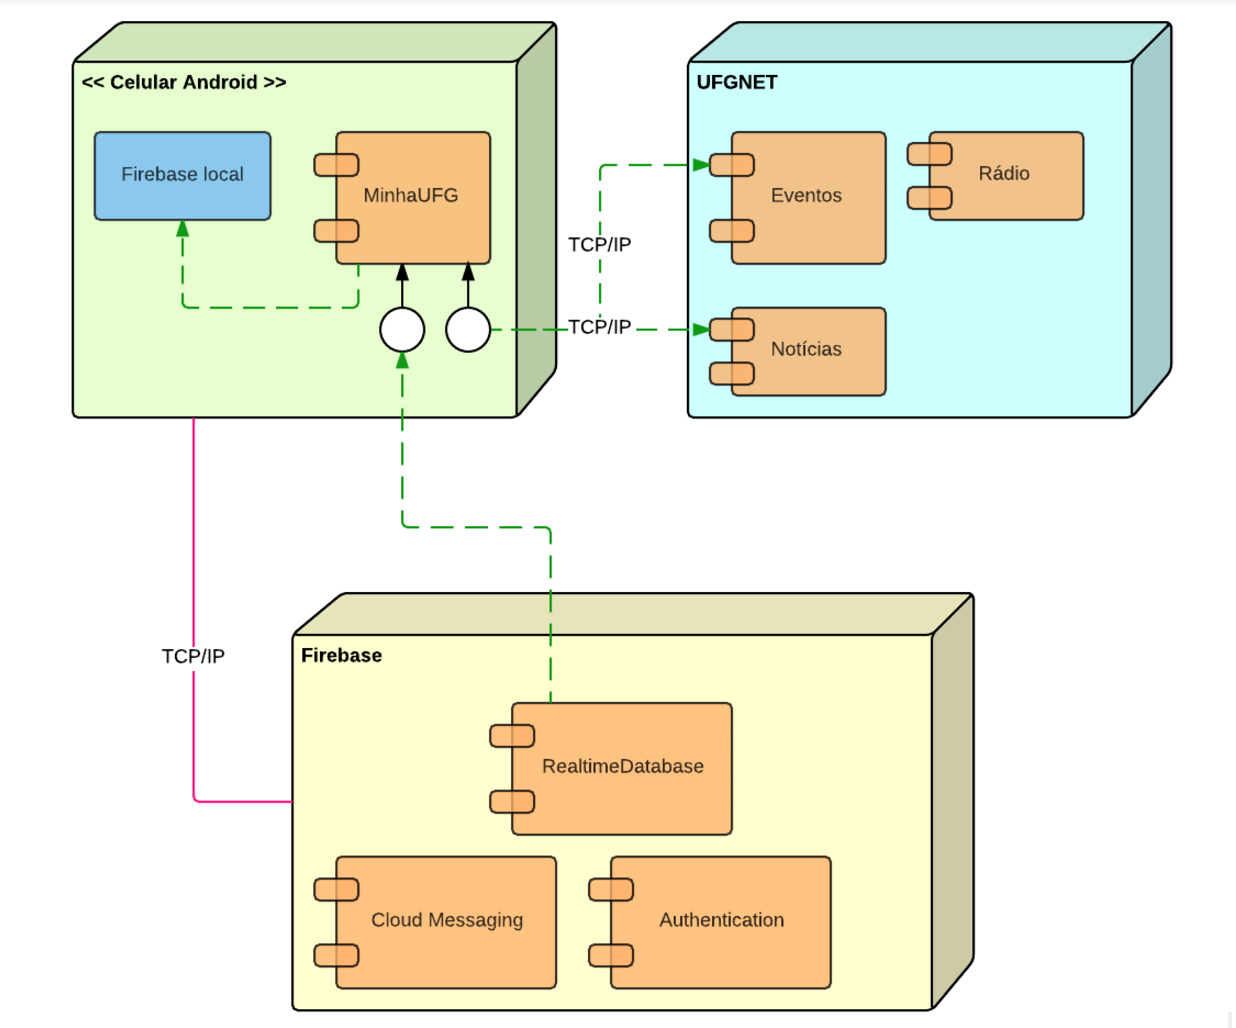 << Celular Android >>
Firebase local
MinhaUFG
UFGNET
Eventos
Rádio
TCP/IP
TCP/IP
Notícias
TCP/IP
Firebase
RealtimeDatabase
Cloud Messaging
Authentication